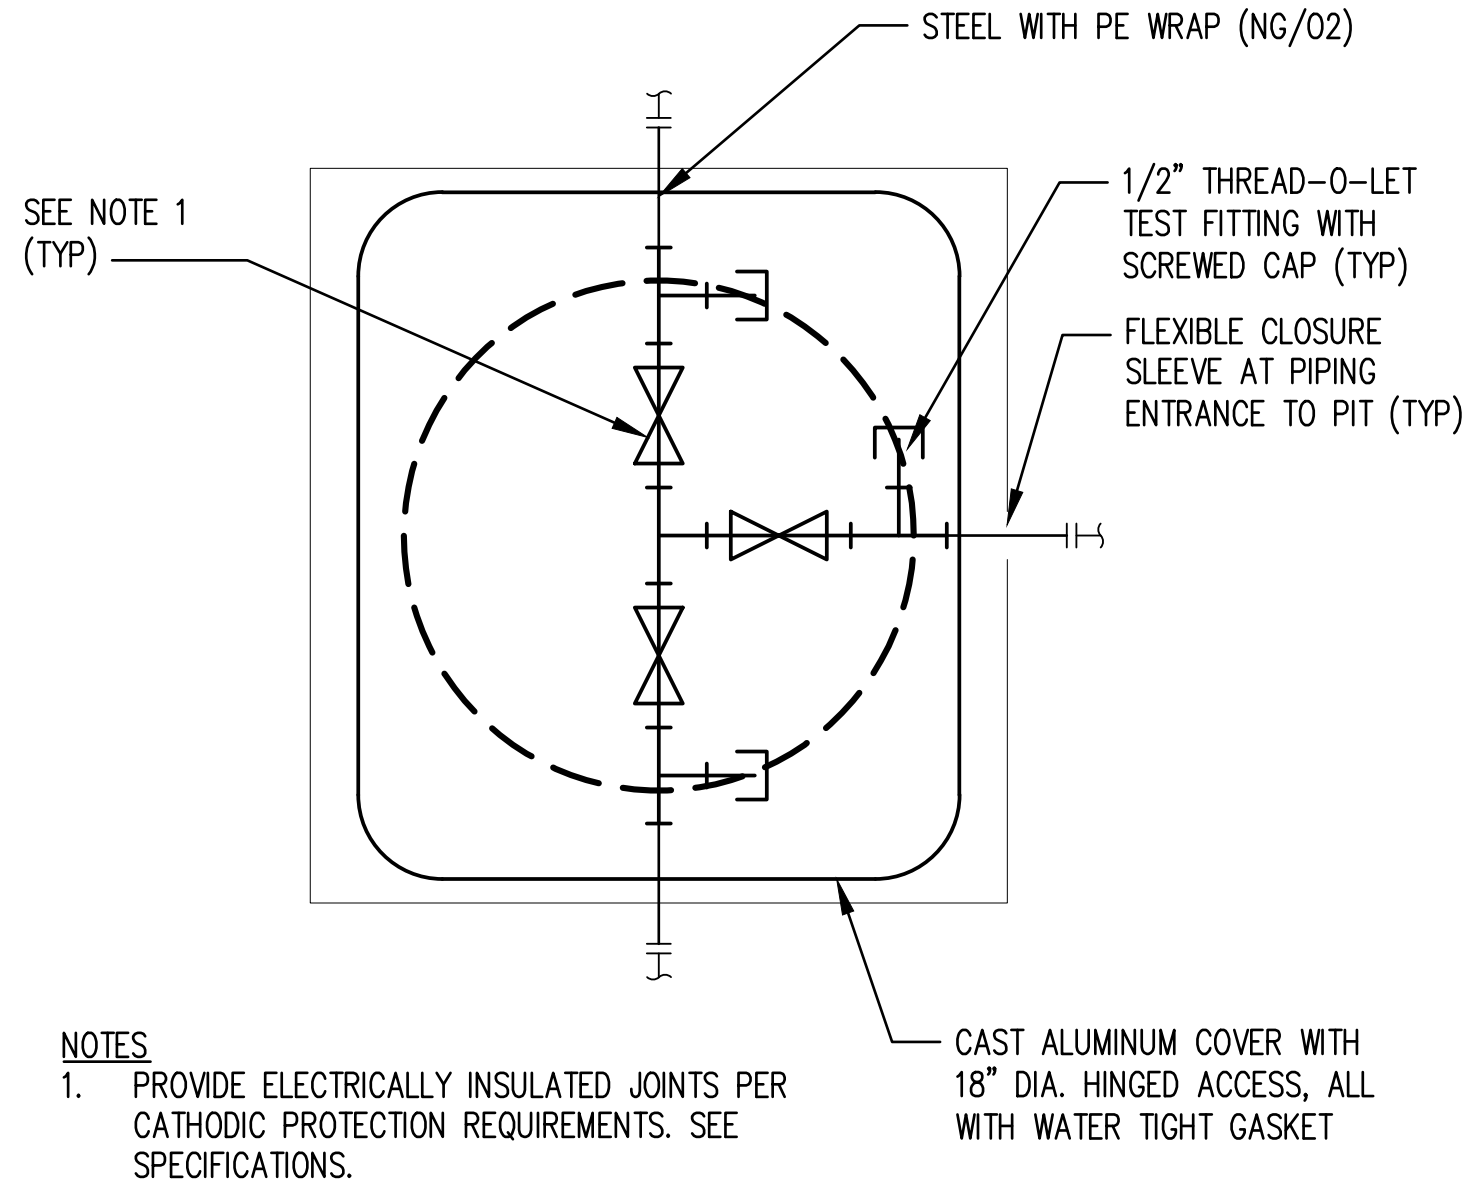 STEEL WITH PE WRAP (NG/O2)
SEE NOTE 1
(TYP)
1/2" THREAD-O-LET
TEST FITTING WITH
SCREWED CAP (TYP)
FLEXIBLE CLOSURE
SLEEVE AT PIPING
ENTRANCE TO PIT (TYP)
CAST ALUMINUM COVER WITH
18" DIA. HINGED ACCESS, ALL
WITH WATER TIGHT GASKET
NOTES
1. PROVIDE ELECTRICALLY INSULATED JOINTS PER
CATHODIC PROTECTION REQUIREMENTS. SEE
SPECIFICATIONS.